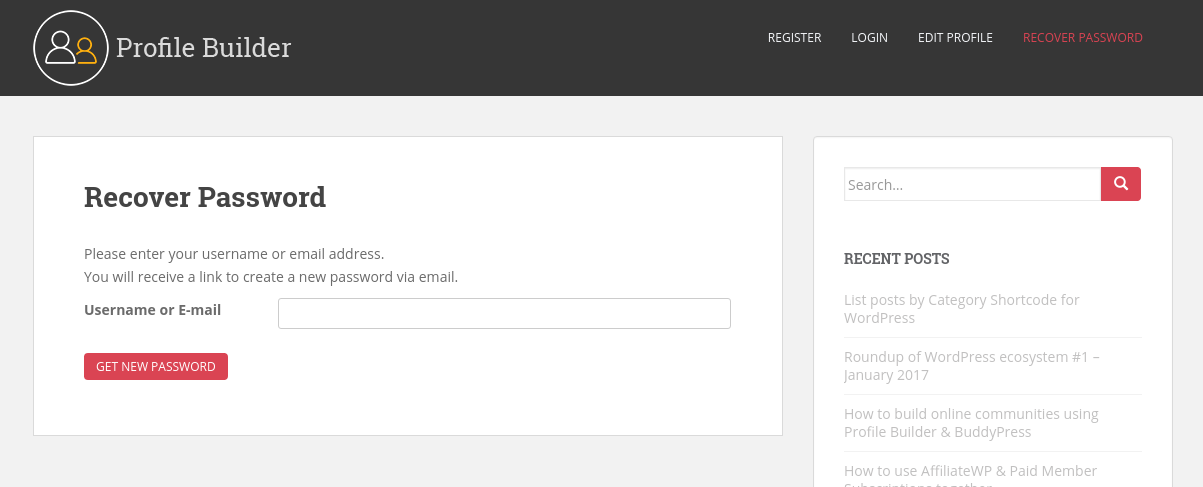 Profile Builder
REGISTER LOGIN EDIT PROFILE RECOVER PASSWORD
Recover Password
Please enter your username or email address.
You will receive a link to create a new password via email.
Username or E-mail
GET NEW PASSWORD
Search...
RECENT POSTS
List posts by Category Shortcode for
WordPress
Roundup of WordPress ecosystem #1 –
January 2017
How to build online communities using
Profile Builder & BuddyPress
How to use AffiliateWP & Paid Member
Subscriptions together